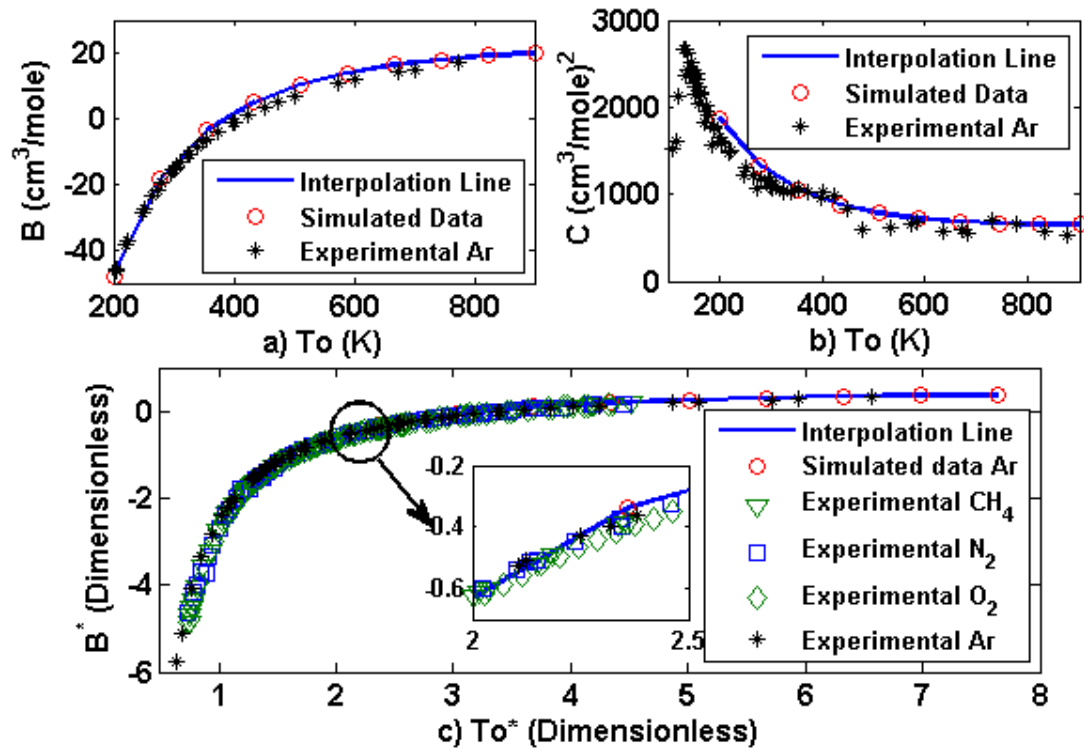 B (cm³/mole)
20
0
-20
-40
200
400
600
800
a) To (K)
Interpolation Line
Simulated Data
Experimental Ar
C (cm³/mole)²
3000
2000
1000
0
200
400
600
800
b) To (K)
Interpolation Line
Simulated Data
Experimental Ar
B* (Dimensionless)
0
-2
-4
-6
1
2
3
4
5
6
7
8
c) To* (Dimensionless)
-0.2
-0.4
-0.6
2
2.5
Interpolation Line
Simulated data Ar
Experimental CH₄
Experimental N₂
Experimental O₂
Experimental Ar